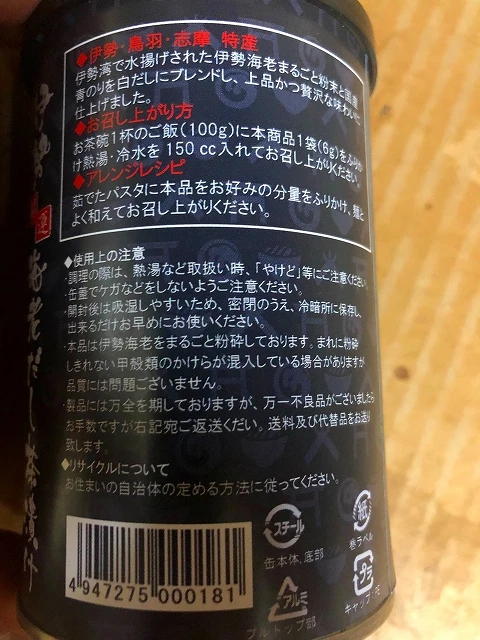 ◆伊勢・鳥羽・志摩 特産
伊勢湾で水揚げされた伊勢海老まるごと粉末と国産
青のりを白だしにブレンドし、上品かつ贅沢な味わいに
仕上げました。
◆お召し上がり方
お茶碗1杯のご飯(100g)に本商品1袋(6g)をふりか
け熱湯・冷水を150cc入れてお召し上がりください。
◆アレンジレシピ
茹でたパスタに本品をお好みの分量をふりかけ、麺と
よく和えてお召し上がりください。
◆使用上の注意
・調理の際は、熱湯など取扱い時、「やけど」等にご注意ください。
・缶蓋でケガなどをしないようご注意ください。
・開封後は吸湿しやすいため、密閉のうえ、冷暗所に保存し、
出来るだけお早めにお使いください。
・本品は伊勢海老をまるごと粉砕しております。まれに粉砕
しきれない甲殻類のかけらが混入している場合がありますが
品質には問題ございません。
・製品には万全を期しておりますが、万一不良品がございましたら
お手数ですが右記宛ご返送ください。送料及び代替品をお送り
致します。
◆リサイクルについて
お住まいの自治体の定める方法に従ってください。
4 947275 000181
スチール
缶本体、底部
紙
巻ラベル
アルミ
プルトップ部
プラ
キャップ:PE
伊勢
海老だし茶漬け